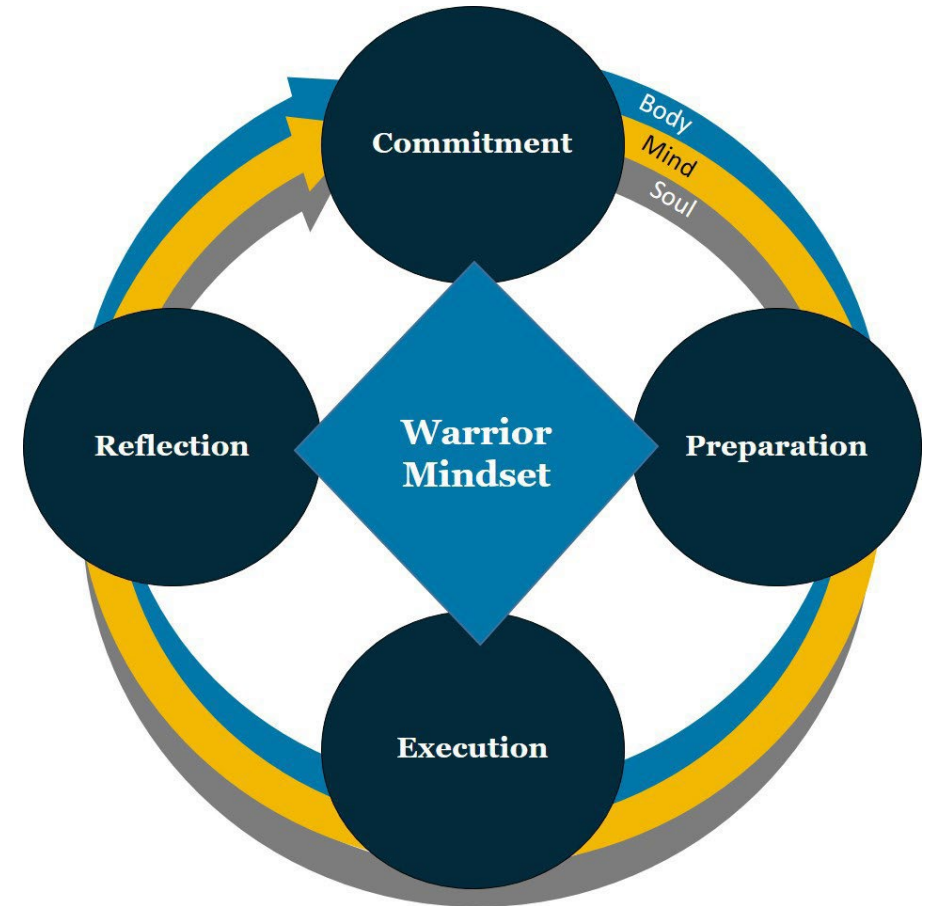 Commitment
Body
Mind
Soul
Reflection
Warrior
Mindset
Preparation
Execution